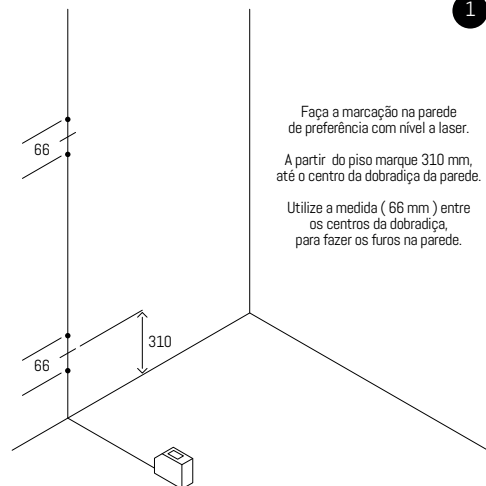 1
Faça a marcação na parede
de preferência com nível a laser.
A partir do piso marque 310 mm,
até o centro da dobradiça da parede.
Utilize a medida ( 66 mm ) entre
os centros da dobradiça,
para fazer os furos na parede.
66
310
66